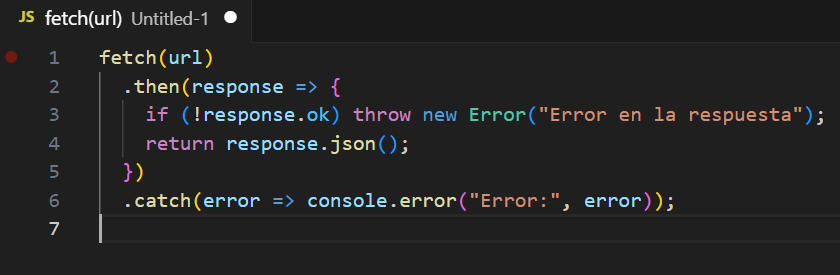 JS fetch(url) Untitled-1
1 fetch(url)
2 .then(response => {
3 if (!response.ok) throw new Error("Error en la respuesta");
4 return response.json();
5 })
6 .catch(error => console.error("Error:", error));
7